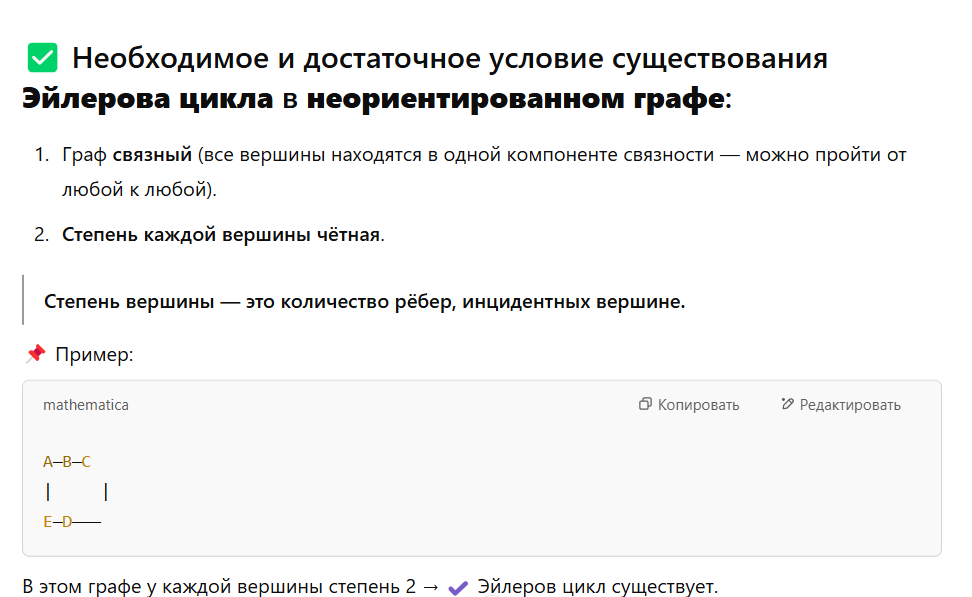 ✅ Необходимое и достаточное условие существования
Эйлерова цикла в неориентированном графе:
1. Граф связный (все вершины находятся в одной компоненте связности — можно пройти от
любой к любой).
2. Степень каждой вершины чётная.
Степень вершины — это количество рёбер, инцидентных вершине.
📌 Пример:
mathematica Копировать Редактировать
A—B—C
|     |
E—D———
В этом графе у каждой вершины степень 2 → ✔ Эйлеров цикл существует.